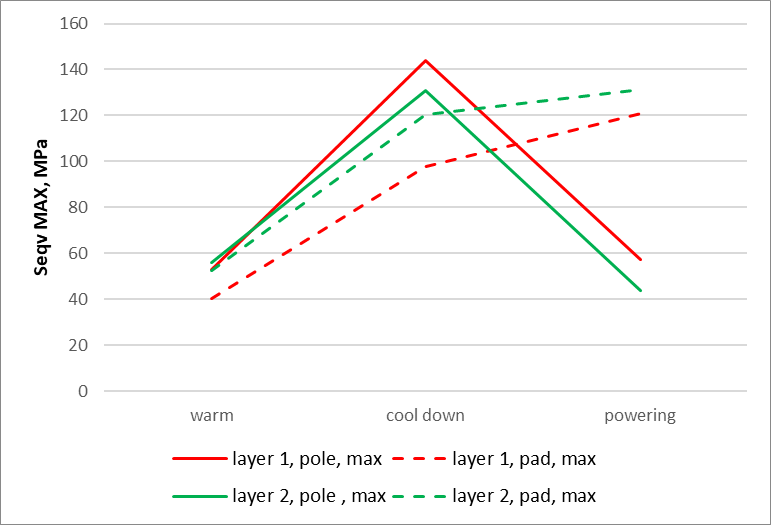 160
140
120
100
80
60
40
20
0
Seqv MAX, MPa
warm cool down powering
layer 1, pole, max layer 1, pad, max
layer 2, pole , max layer 2, pad, max